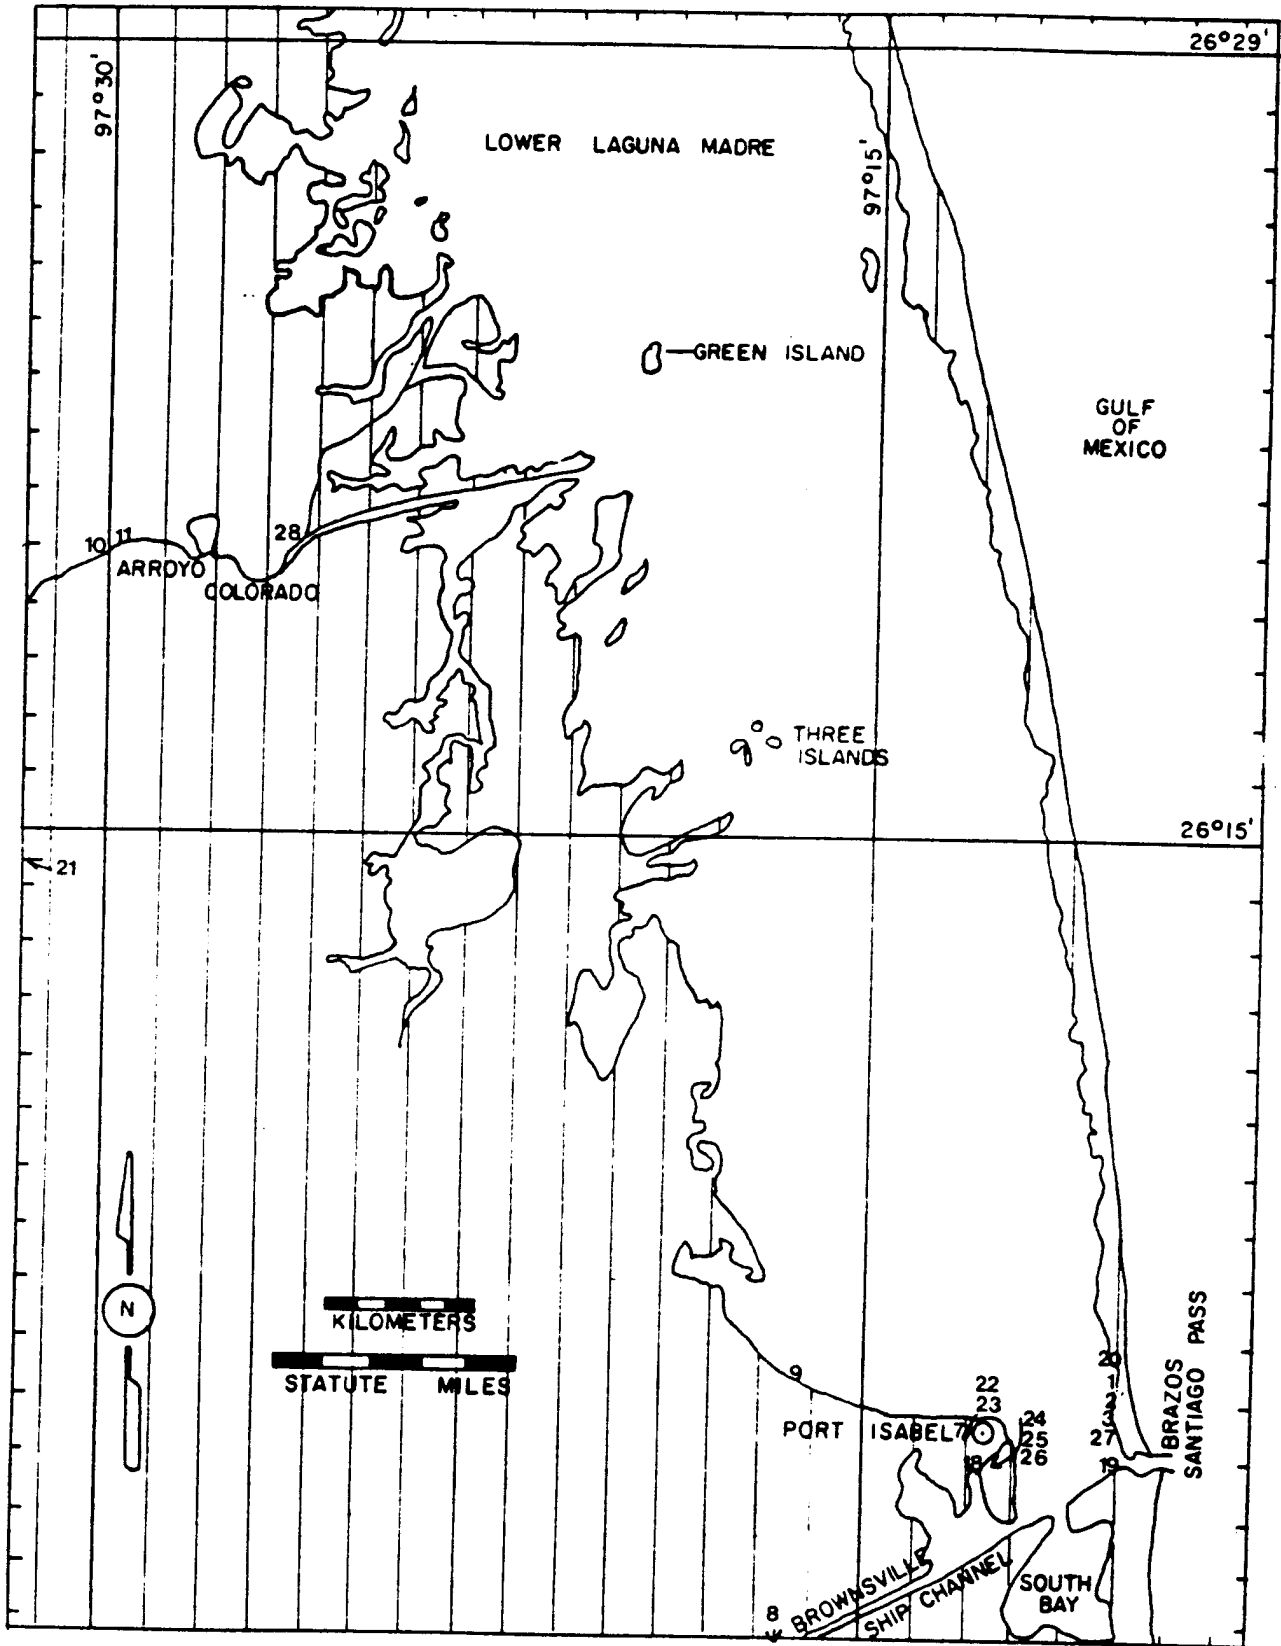 26°29'
97°30'
LOWER LAGUNA MADRE
97°15'
GREEN ISLAND
GULF
OF
MEXICO
10 11
28
ARROYO
COLORADO
THREE
ISLANDS
26°15'
21
N
KILOMETERS
STATUTE MILES
BRAZOS
SANTIAGO PASS
20
1
2
3
27
19
9
22
23
PORT ISABEL
24
25
26
18
8
BROWNSVILLE
SHIP CHANNEL
SOUTH
BAY